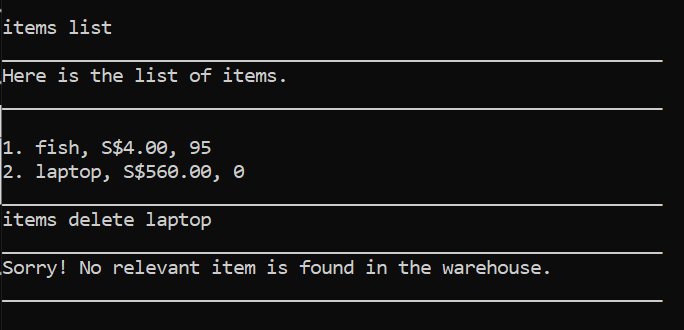 items list
Here is the list of items.
1. fish, S$4.00, 95
2. laptop, S$560.00, 0
items delete laptop
Sorry! No relevant item is found in the warehouse.